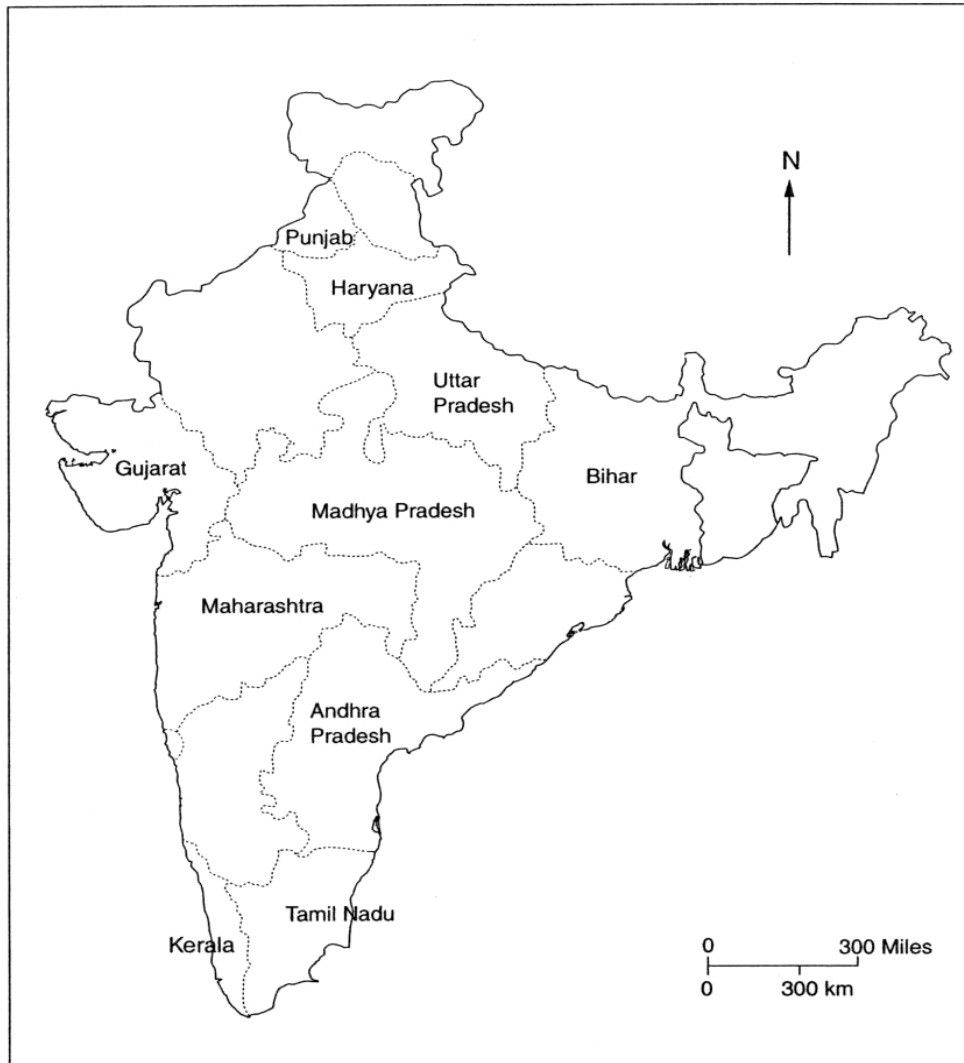 N
Punjab
Haryana
Uttar
Pradesh
Gujarat
Bihar
Madhya Pradesh
Maharashtra
Andhra
Pradesh
Tamil Nadu
Kerala
0 300 Miles
0 300 km